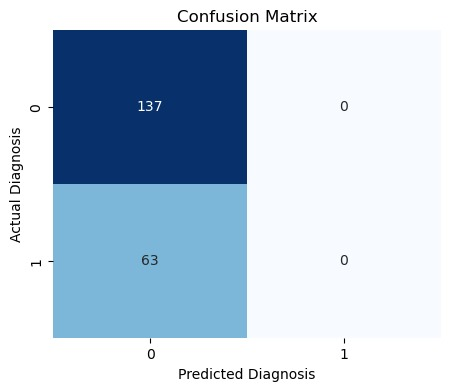 Confusion Matrix
Actual Diagnosis
0
137
0
1
63
0
0
1
Predicted Diagnosis